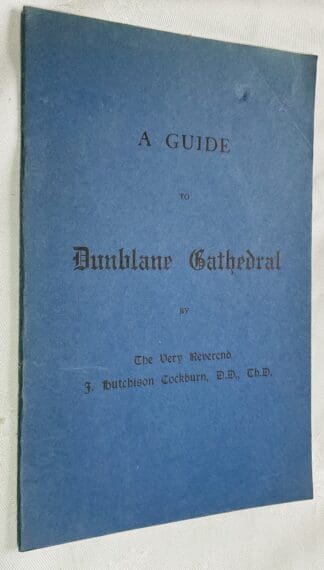 A GUIDE
TO
Dunblane Cathedral
BY
The Very Reverend
J. Hutchison Cockburn, D.D., Th.D.